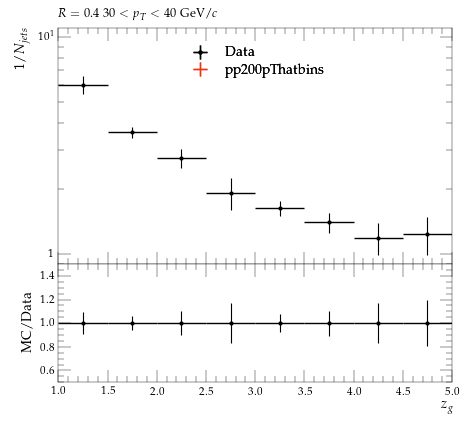 R = 0.4 30 < p_T < 40 GeV/c
1/N_jets
10^1
1
Data
pp200pThatbins
MC/Data
1.4
1.2
1.0
0.8
0.6
1.0 1.5 2.0 2.5 3.0 3.5 4.0 4.5 5.0
z_g